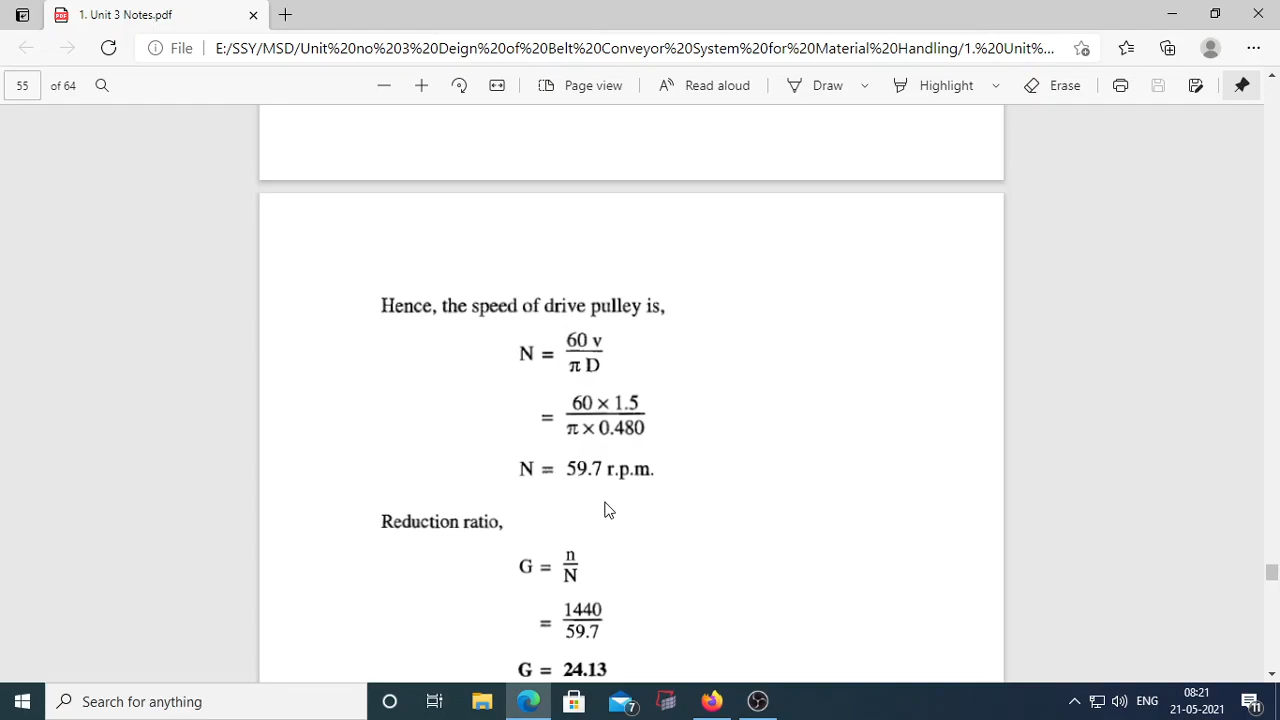 1. Unit 3 Notes.pdf
File E:/SSY/MSD/Unit%20no%203%20Deign%20of%20Belt%20Conveyor%20System%20for%20Material%20Handling/1.%20Unit%...
55 of 64 Page view Read aloud Draw Highlight Erase
Hence, the speed of drive pulley is,
N = 60 v / π D
= 60 × 1.5 / π × 0.480
N = 59.7 r.p.m.
Reduction ratio,
G = n / N
= 1440 / 59.7
G = 24.13
Search for anything 7 ENG 08:21 21-05-2021 11